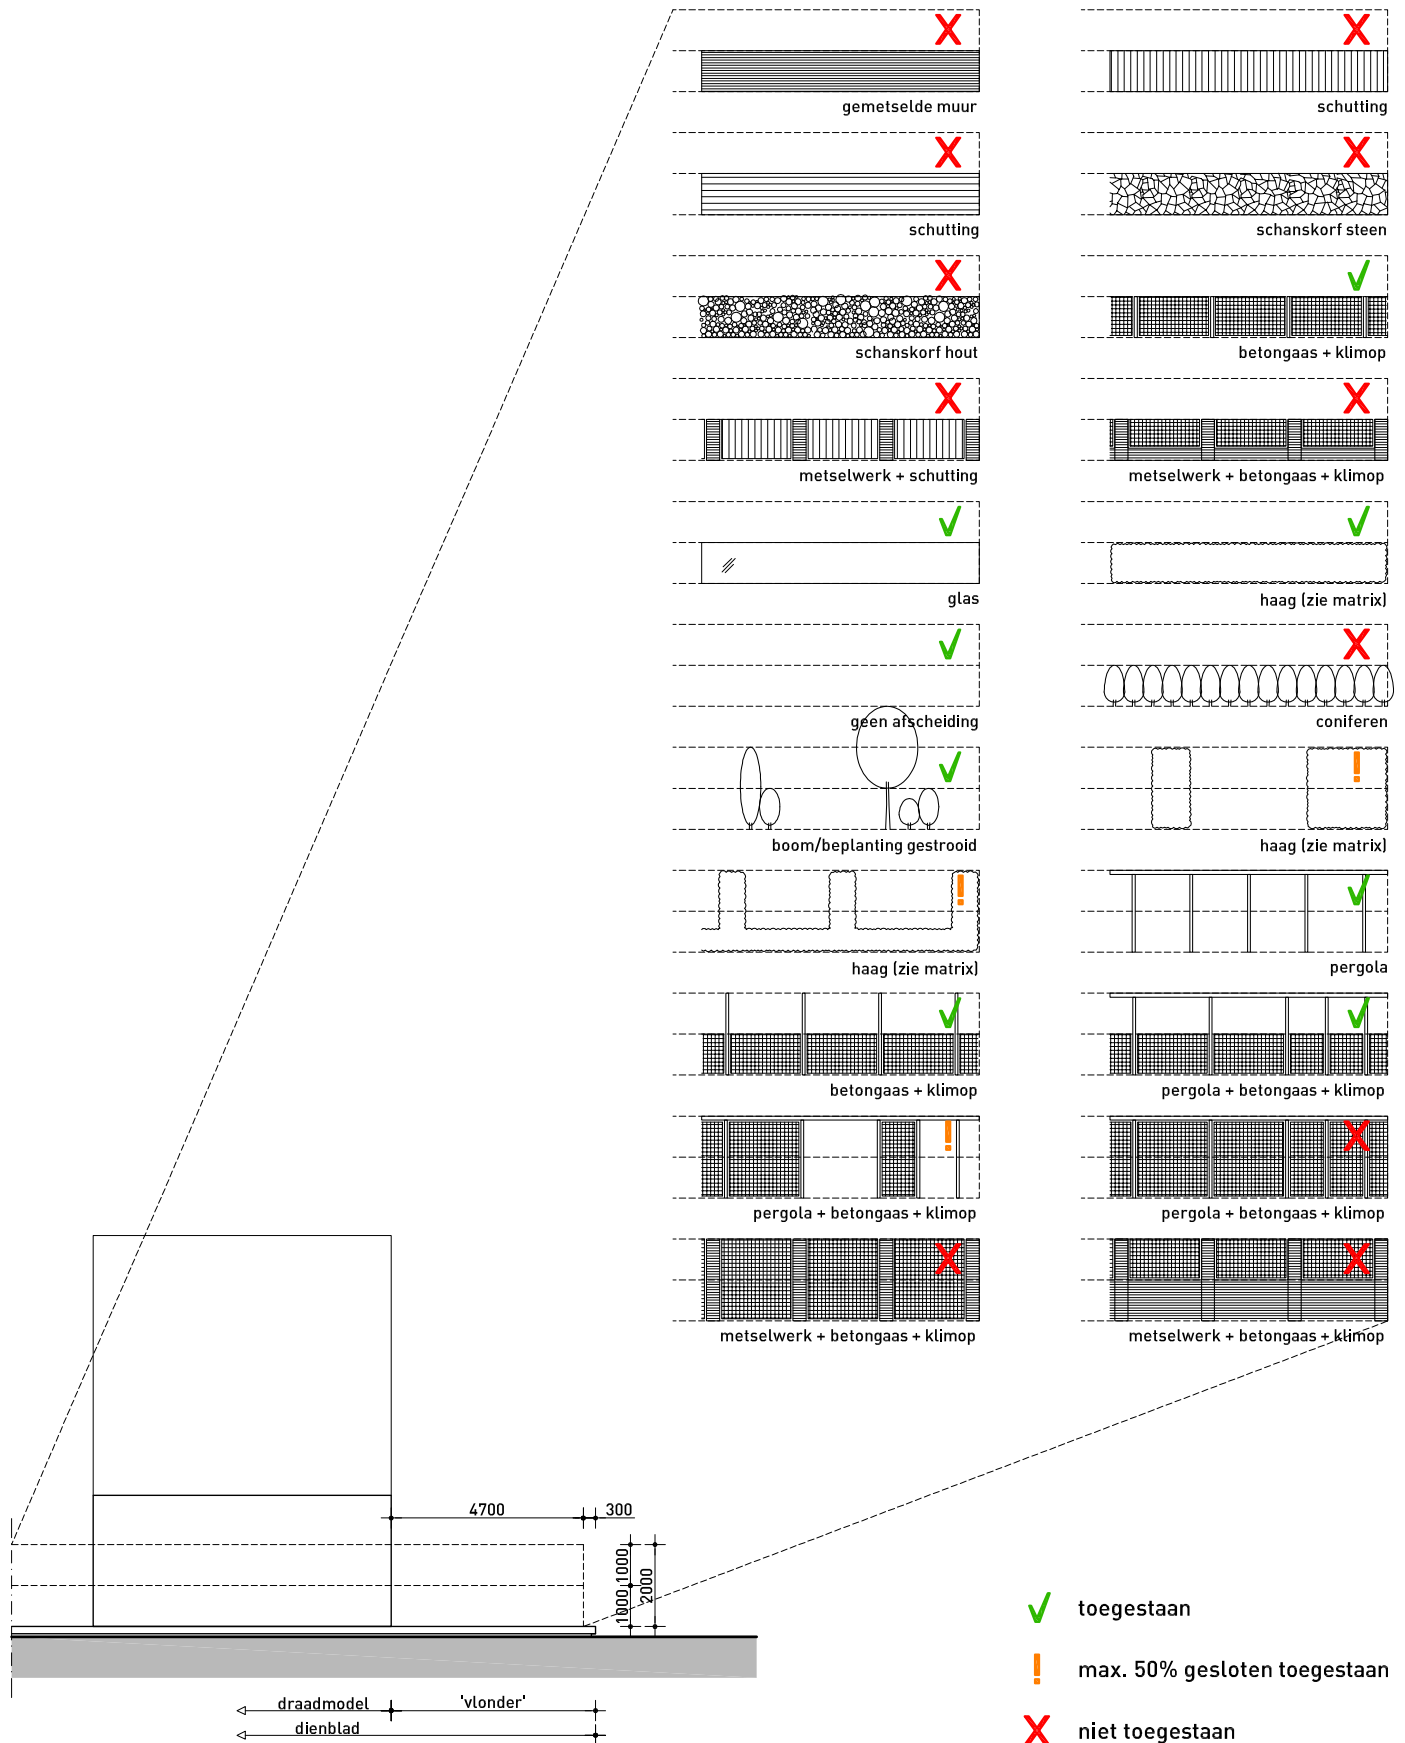 gemetselde muur
schutting
schutting
schanskorf steen
schanskorf hout
betongaas + klimop
metselwerk + schutting
metselwerk + betongaas + klimop
glas
haag (zie matrix)
geen afscheiding
coniferen
boom/beplanting gestrooid
haag (zie matrix)
haag (zie matrix)
pergola
betongaas + klimop
pergola + betongaas + klimop
pergola + betongaas + klimop
pergola + betongaas + klimop
metselwerk + betongaas + klimop
metselwerk + betongaas + klimop
4700
300
1000
1000
2000
toegestaan
max. 50% gesloten toegestaan
niet toegestaan
draadmodel
'vlonder'
dienblad